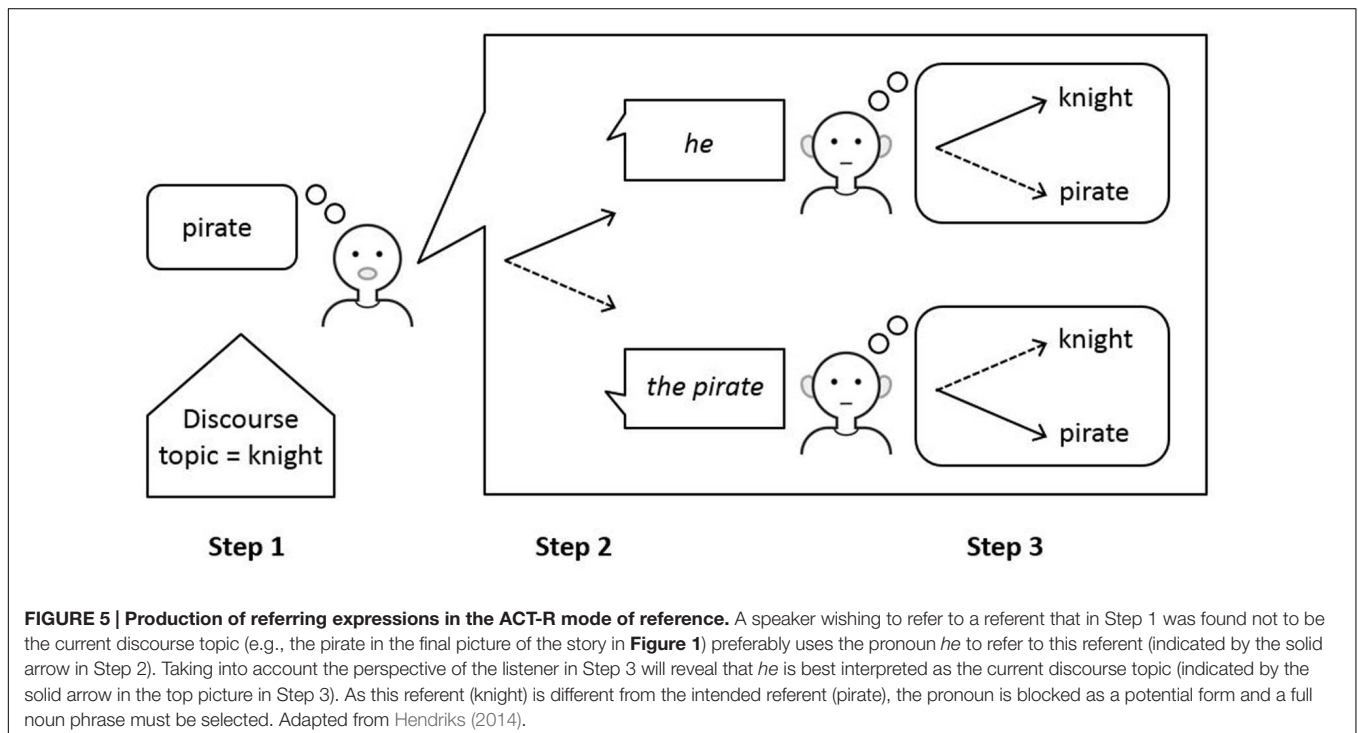 he
knight
pirate
pirate
the pirate
knight
pirate
Discourse
topic = knight
Step 1
Step 2
Step 3
FIGURE 5 | Production of referring expressions in the ACT-R mode of reference. A speaker wishing to refer to a referent that in Step 1 was found not to be
the current discourse topic (e.g., the pirate in the final picture of the story in Figure 1) preferably uses the pronoun he to refer to this referent (indicated by the solid
arrow in Step 2). Taking into account the perspective of the listener in Step 3 will reveal that he is best interpreted as the current discourse topic (indicated by the
solid arrow in the top picture in Step 3). As this referent (knight) is different from the intended referent (pirate), the pronoun is blocked as a potential form and a full
noun phrase must be selected. Adapted from Hendriks (2014).